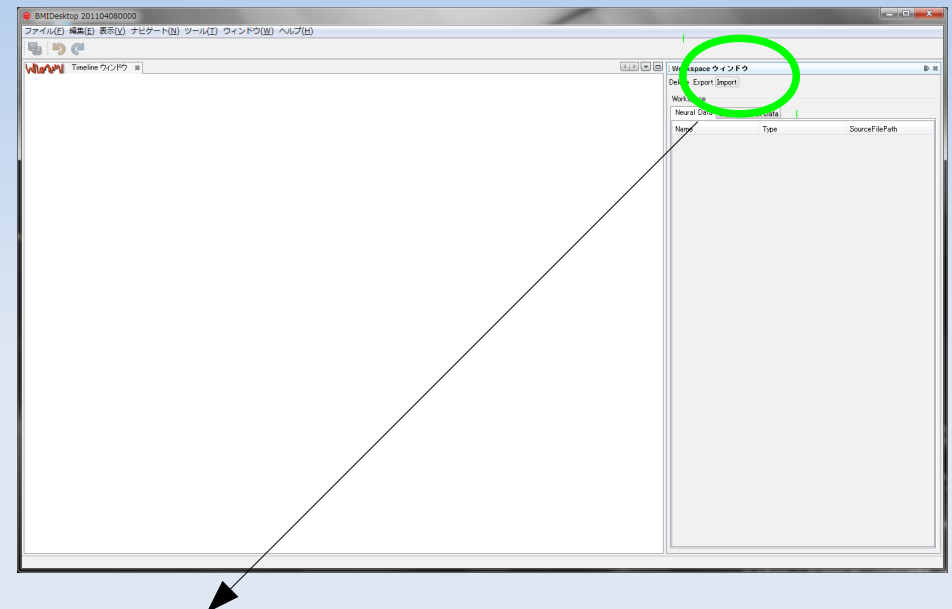 BMIDesktop 201104080000
ファイル(F) 編集(E) 表示(V) ナビゲート(N) ツール(T) ウィンドウ(W) ヘルプ(H)
Timeline ウィンドウ
Workspace ウィンドウ
Export Import
Workspace
Neural Data Data
Name Type SourceFilePath